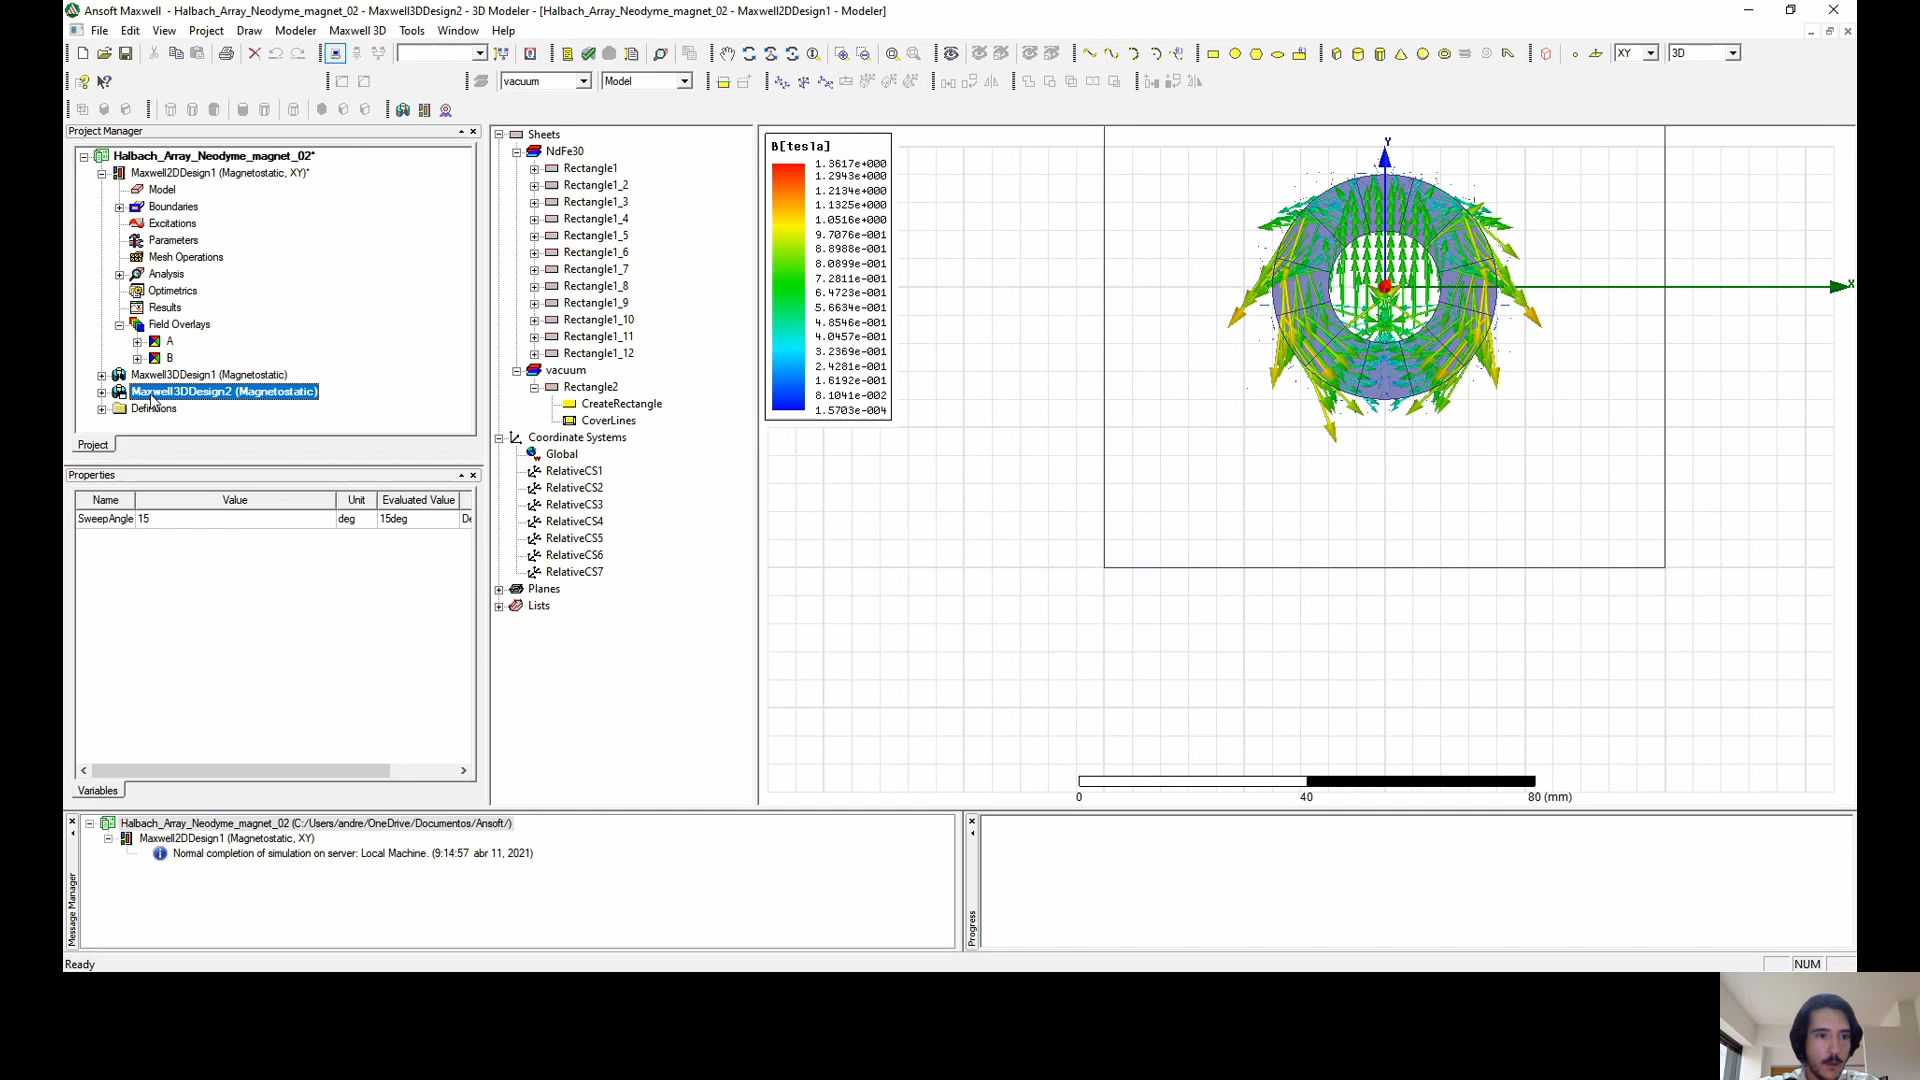 Ansoft Maxwell - Halbach_Array_Neodyme_magnet_02 - Maxwell3DDesign2 - 3D Modeler - [Halbach_Array_Neodyme_magnet_02 - Maxwell2DDesign1 - Modeler]
File Edit View Project Draw Modeler Maxwell 3D Tools Window Help
XY 3D
vacuum Model
Project Manager
Halbach_Array_Neodyme_magnet_02*
Maxwell2DDesign1 (Magnetostatic, XY)*
Model
Boundaries
Excitations
Parameters
Mesh Operations
Analysis
Optimetrics
Results
Field Overlays
A
B
Maxwell3DDesign1 (Magnetostatic)
Maxwell3DDesign2 (Magnetostatic)
Definitions
Project
Properties
Name Value Unit Evaluated Value
SweepAngle 15 deg 15deg De
Variables
Sheets
NdFe30
Rectangle1
Rectangle1_2
Rectangle1_3
Rectangle1_4
Rectangle1_5
Rectangle1_6
Rectangle1_7
Rectangle1_8
Rectangle1_9
Rectangle1_10
Rectangle1_11
Rectangle1_12
vacuum
Rectangle2
CreateRectangle
CoverLines
Coordinate Systems
Global
RelativeCS1
RelativeCS2
RelativeCS3
RelativeCS4
RelativeCS5
RelativeCS6
RelativeCS7
Planes
Lists
B[tesla]
1.3617e+000
1.2943e+000
1.2134e+000
1.1325e+000
1.0516e+000
9.7076e-001
8.8988e-001
8.0899e-001
7.2811e-001
6.4723e-001
5.6634e-001
4.8546e-001
4.0457e-001
3.2369e-001
2.4281e-001
1.6192e-001
8.1041e-002
1.5703e-004
Y
X
0 40 80 (mm)
Halbach_Array_Neodyme_magnet_02 (C:/Users/andre/OneDrive/Documentos/Ansoft/)
Maxwell2DDesign1 (Magnetostatic, XY)
Normal completion of simulation on server: Local Machine. (9:14:57 abr 11, 2021)
Message Manager
Progress
Ready
NUM